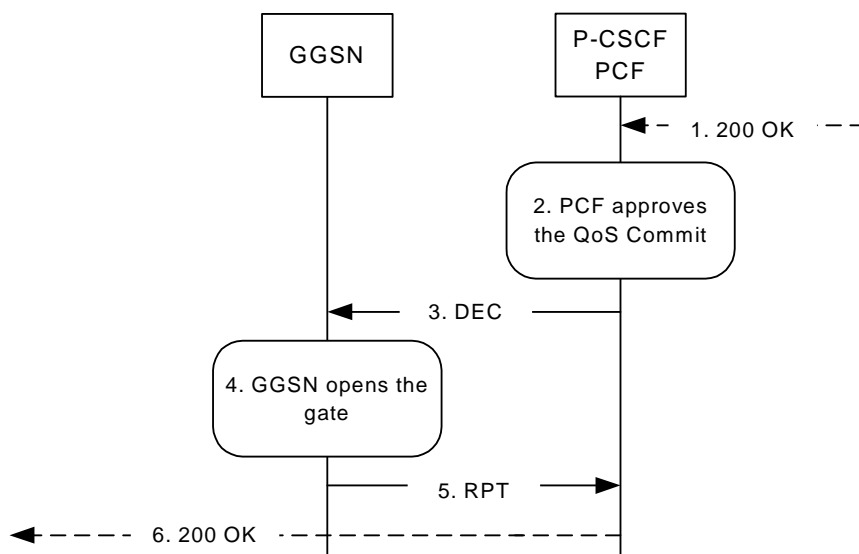 GGSN
P-CSCF
PCF
1. 200 OK
2. PCF approves
the QoS Commit
3. DEC
4. GGSN opens the
gate
5. RPT
6. 200 OK